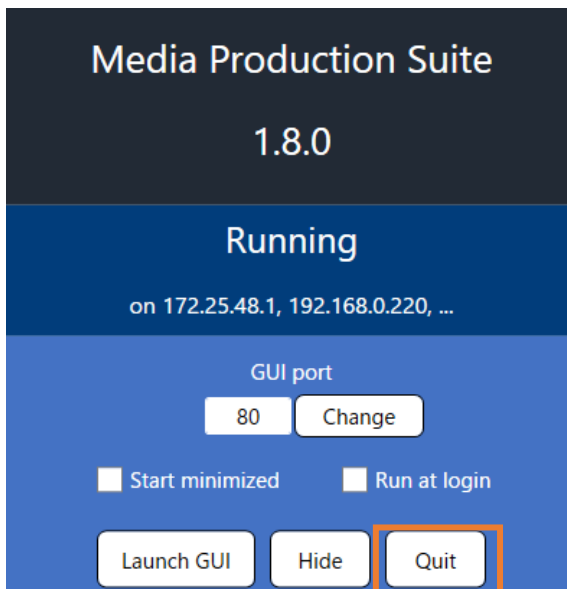 Media Production Suite
1.8.0
Running
on 172.25.48.1, 192.168.0.220, ...
GUI port
80 Change
Start minimized Run at login
Launch GUI Hide Quit